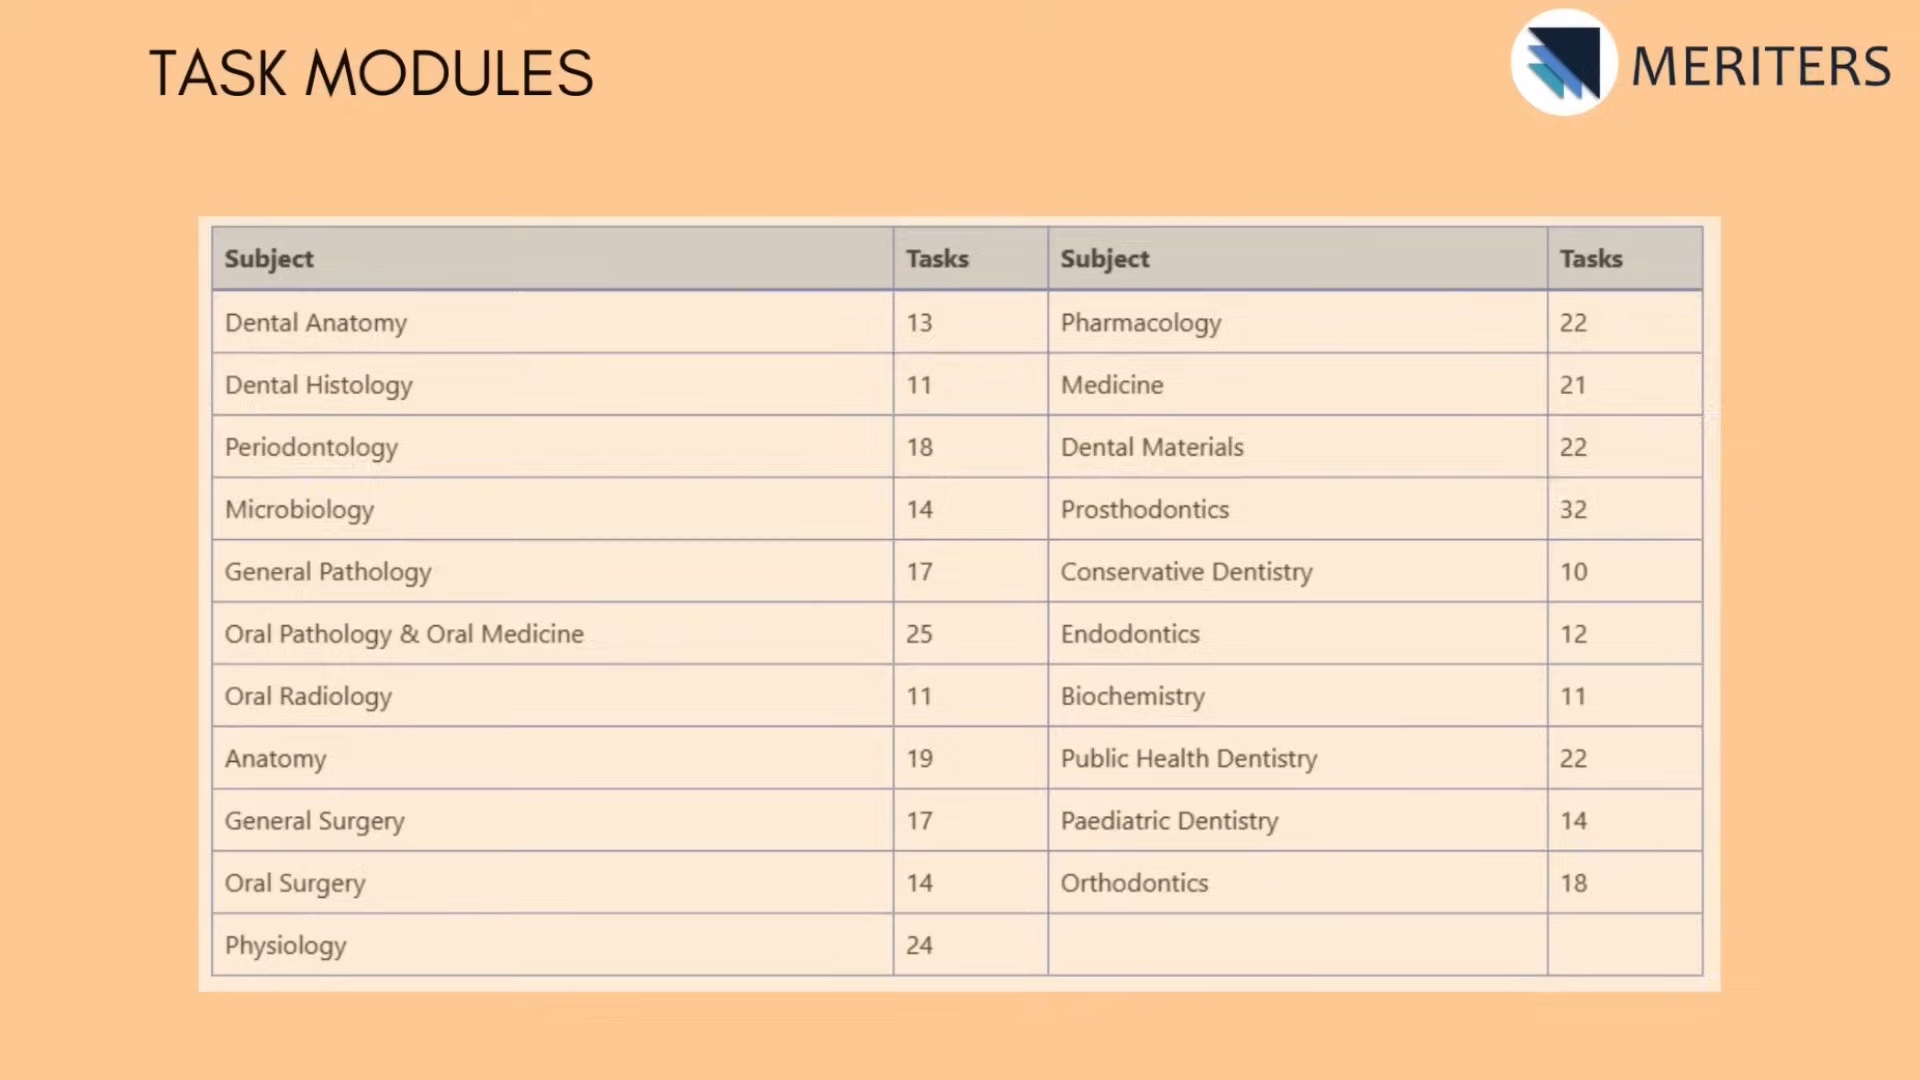 TASK MODULES
MERITERS
Subject Tasks Subject Tasks
Dental Anatomy 13 Pharmacology 22
Dental Histology 11 Medicine 21
Periodontology 18 Dental Materials 22
Microbiology 14 Prosthodontics 32
General Pathology 17 Conservative Dentistry 10
Oral Pathology & Oral Medicine 25 Endodontics 12
Oral Radiology 11 Biochemistry 11
Anatomy 19 Public Health Dentistry 22
General Surgery 17 Paediatric Dentistry 14
Oral Surgery 14 Orthodontics 18
Physiology 24